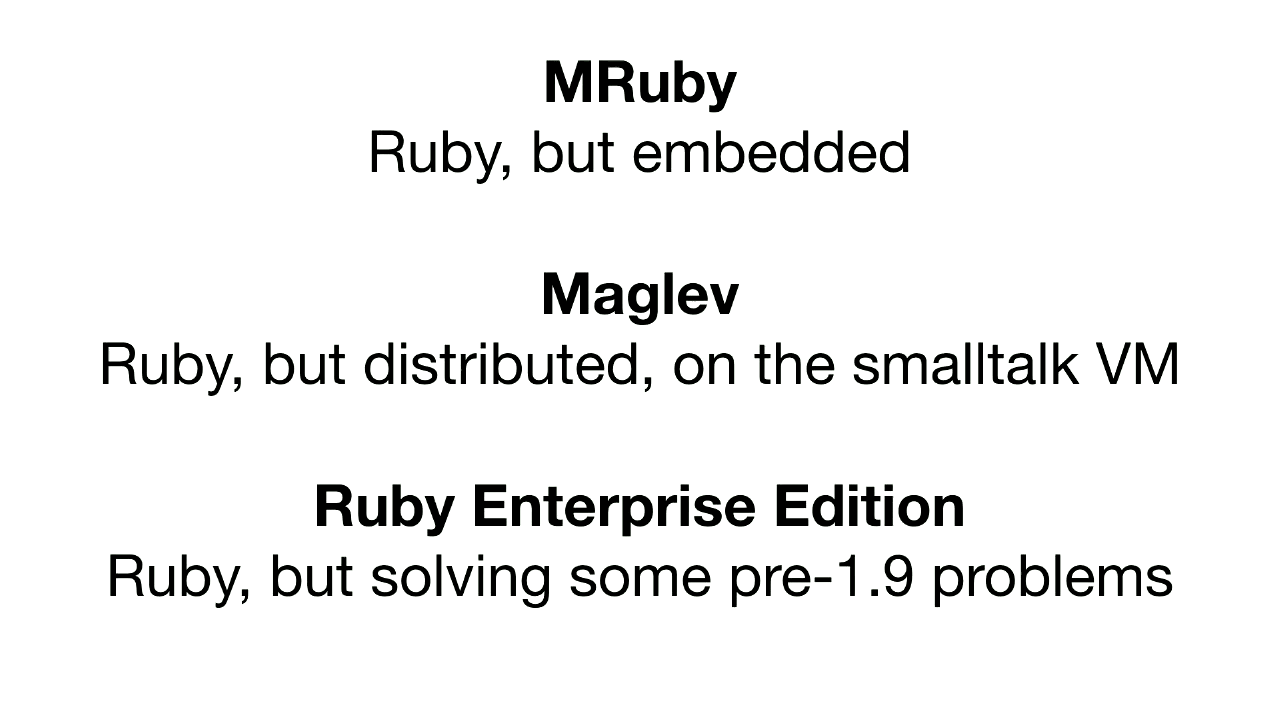 MRuby
Ruby, but embedded
Maglev
Ruby, but distributed, on the smalltalk VM
Ruby Enterprise Edition
Ruby, but solving some pre-1.9 problems